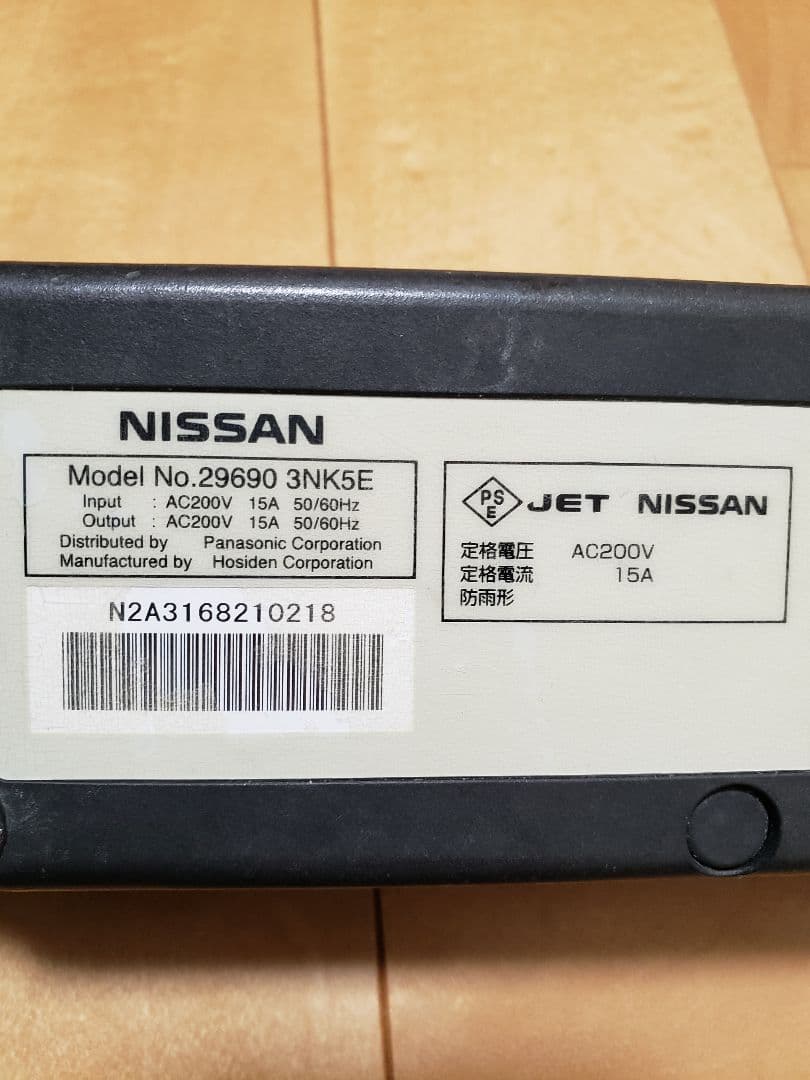 NISSAN
Model No.29690 3NK5E
Input : AC200V 15A 50/60Hz
Output : AC200V 15A 50/60Hz
Distributed by Panasonic Corporation
Manufactured by Hosiden Corporation
N2A3168210218
PS
E
JET NISSAN
定格電圧 AC200V
定格電流 15A
防雨形